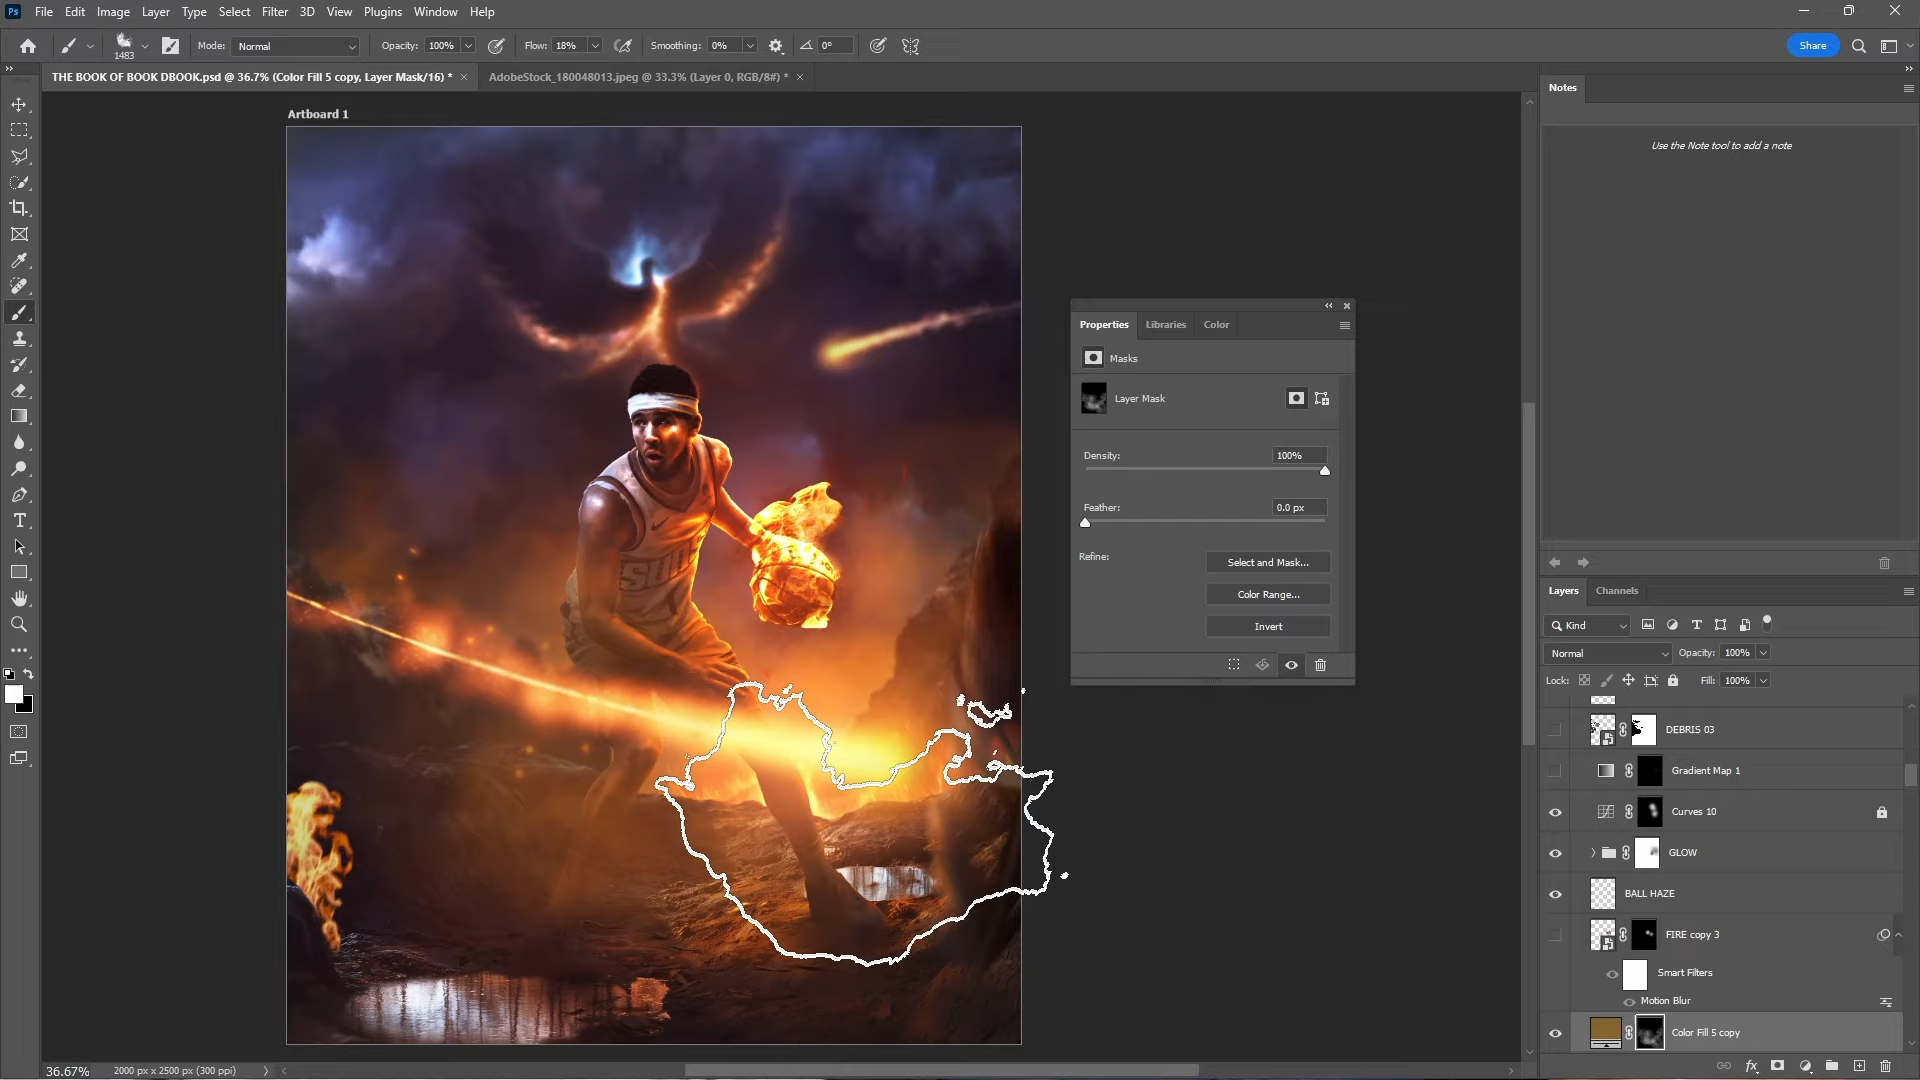 Ps File Edit Image Layer Type Select Filter 3D View Plugins Window Help
1483 Mode: Normal Opacity: 100% Flow: 18% Smoothing: 0% 0° Share
THE BOOK OF BOOK DBOOK.psd @ 36.7% (Color Fill 5 copy, Layer Mask/16) * AdobeStock_180048013.jpeg @ 33.3% (Layer 0, RGB/8#) *
Notes
Use the Note tool to add a note
Artboard 1
Properties Libraries Color
Masks
Layer Mask
Density: 100%
Feather: 0.0 px
Refine: Select and Mask...
Color Range...
Invert
SUNS
1
Layers Channels
Kind
Normal Opacity: 100%
Lock: Fill: 100%
DEBRIS 03
Gradient Map 1
Curves 10
GLOW
BALL HAZE
FIRE copy 3
Smart Filters
Motion Blur
Color Fill 5 copy
36.67% 2000 px x 2500 px (300 ppi)